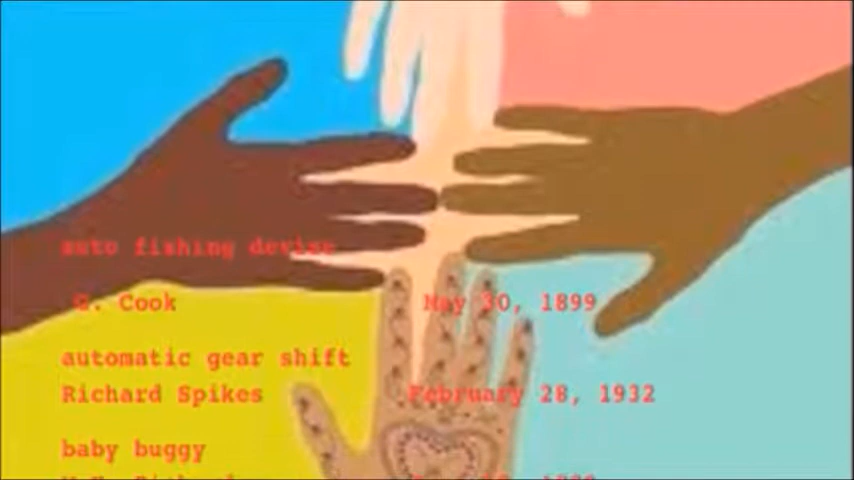 auto fishing devise
G. Cook May 30, 1899
automatic gear shift
Richard Spikes February 28, 1932
baby buggy